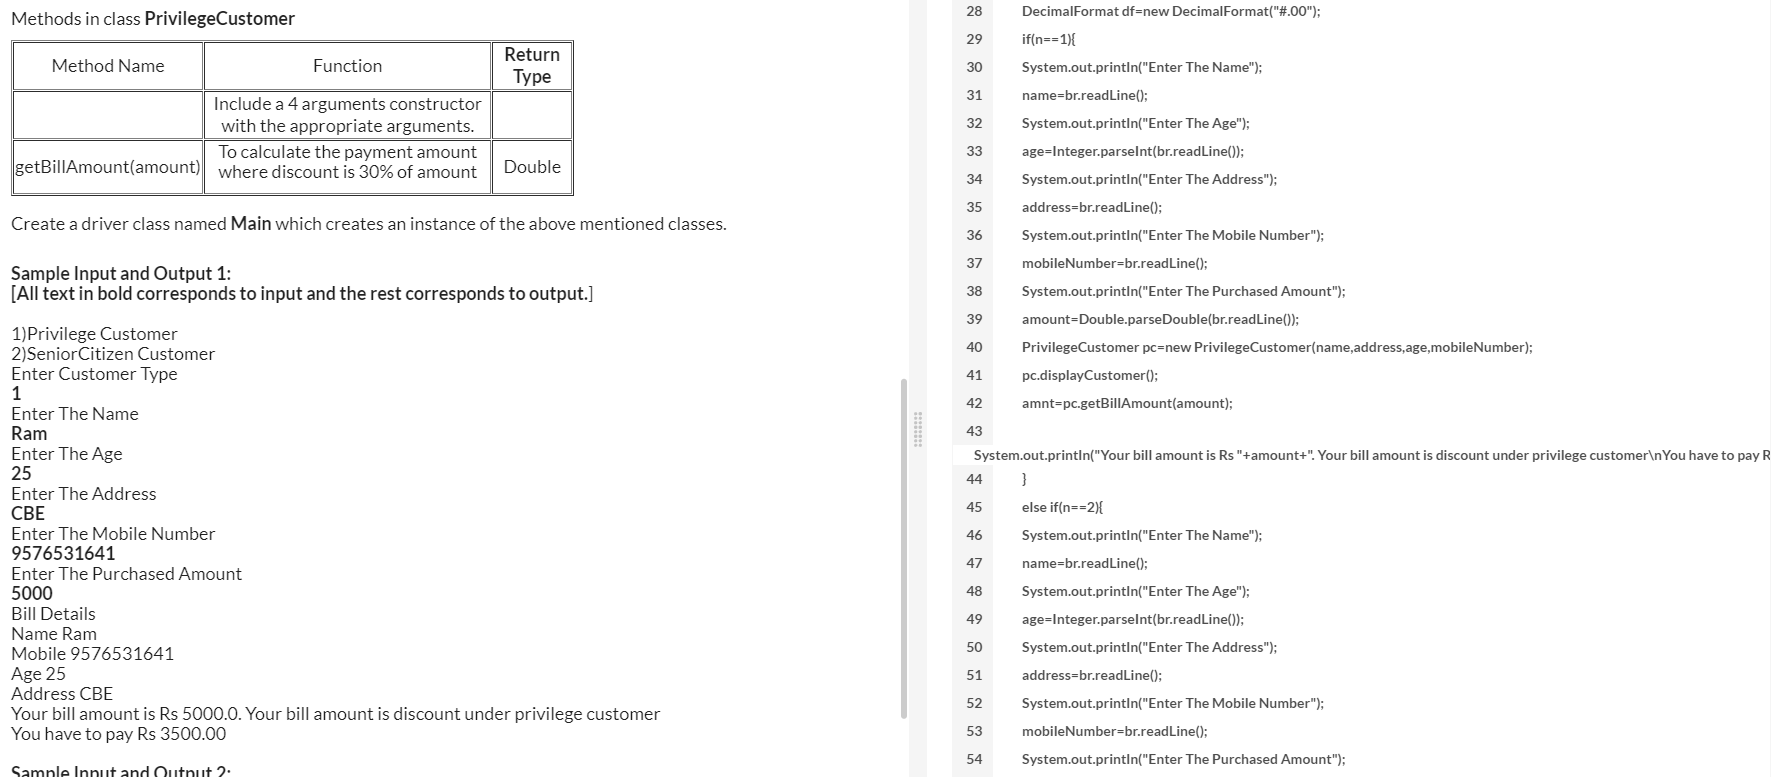 Methods in class PrivilegeCustomer
Method Name Function Return
Type
Include a 4 arguments constructor
with the appropriate arguments.
getBillAmount(amount) To calculate the payment amount
where discount is 30% of amount Double
Create a driver class named Main which creates an instance of the above mentioned classes.
Sample Input and Output 1:
[All text in bold corresponds to input and the rest corresponds to output.]
1)Privilege Customer
2)SeniorCitizen Customer
Enter Customer Type
1
Enter The Name
Ram
Enter The Age
25
Enter The Address
CBE
Enter The Mobile Number
9576531641
Enter The Purchased Amount
5000
Bill Details
Name Ram
Mobile 9576531641
Age 25
Address CBE
Your bill amount is Rs 5000.0. Your bill amount is discount under privilege customer
You have to pay Rs 3500.00
Sample Input and Output 2:
28 DecimalFormat df=new DecimalFormat("#.00");
29 if(n==1){
30 System.out.println("Enter The Name");
31 name=br.readLine();
32 System.out.println("Enter The Age");
33 age=Integer.parseInt(br.readLine());
34 System.out.println("Enter The Address");
35 address=br.readLine();
36 System.out.println("Enter The Mobile Number");
37 mobileNumber=br.readLine();
38 System.out.println("Enter The Purchased Amount");
39 amount=Double.parseDouble(br.readLine());
40 PrivilegeCustomer pc=new PrivilegeCustomer(name,address,age,mobileNumber);
41 pc.displayCustomer();
42 amnt=pc.getBillAmount(amount);
43
System.out.println("Your bill amount is Rs "+amount+". Your bill amount is discount under privilege customer\nYou have to pay R
44 }
45 else if(n==2){
46 System.out.println("Enter The Name");
47 name=br.readLine();
48 System.out.println("Enter The Age");
49 age=Integer.parseInt(br.readLine());
50 System.out.println("Enter The Address");
51 address=br.readLine();
52 System.out.println("Enter The Mobile Number");
53 mobileNumber=br.readLine();
54 System.out.println("Enter The Purchased Amount");